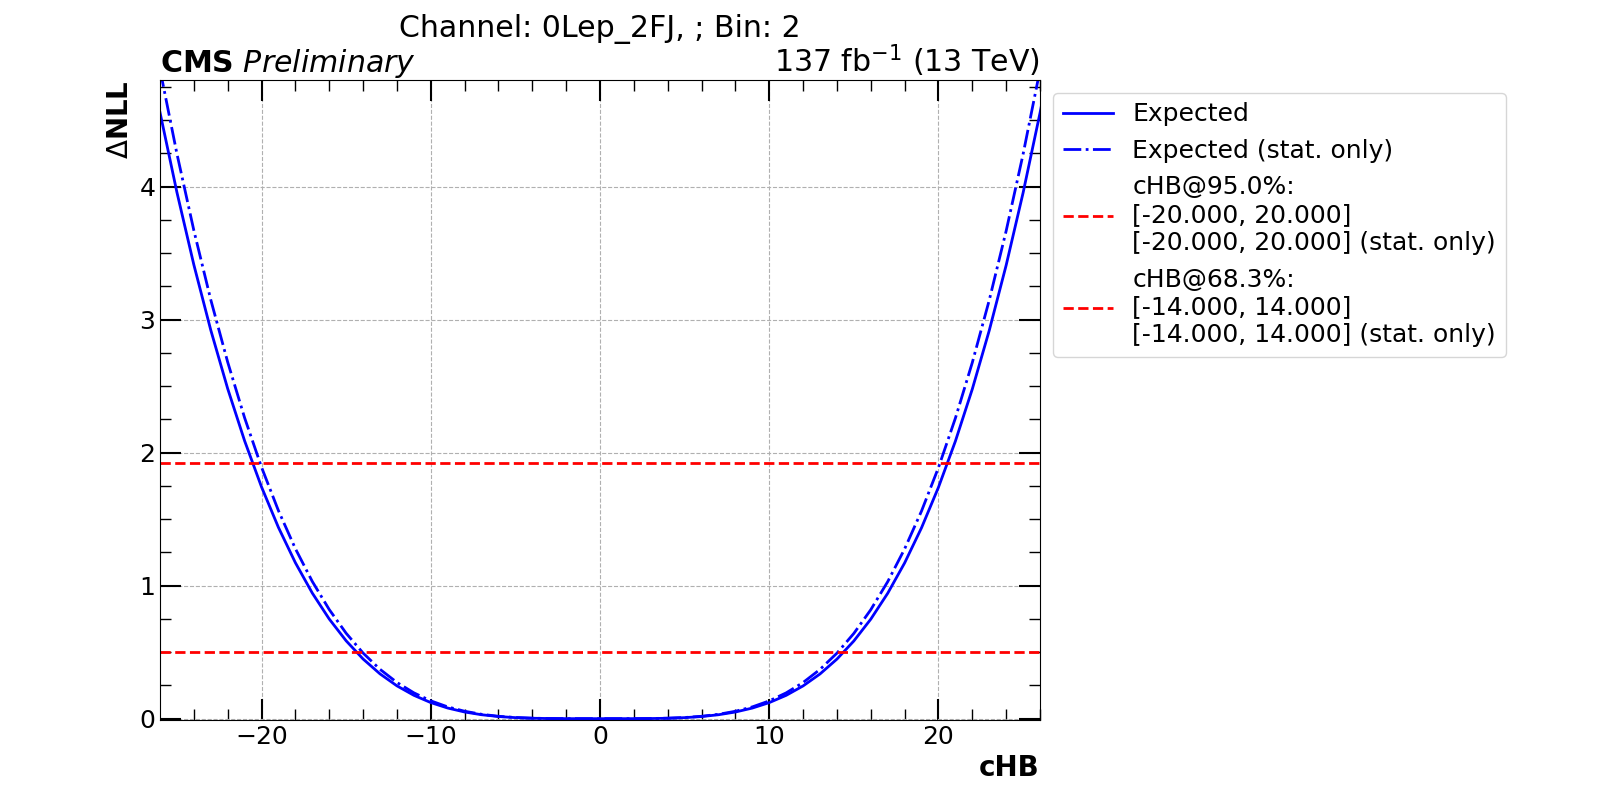 Channel: 0Lep_2FJ, ; Bin: 2
CMS Preliminary
137 fb⁻¹ (13 TeV)
ΔNLL
4
3
2
1
0
−20
−10
0
10
20
cHB
Expected
Expected (stat. only)
cHB@95.0%:
[-20.000, 20.000]
[-20.000, 20.000] (stat. only)
cHB@68.3%:
[-14.000, 14.000]
[-14.000, 14.000] (stat. only)